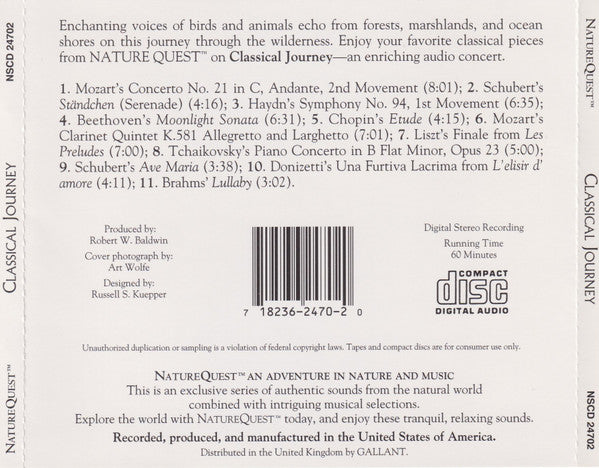 Enchanting voices of birds and animals echo from forests, marshlands, and ocean
shores on this journey through the wilderness. Enjoy your favorite classical pieces
from NATURE QUEST™ on Classical Journey—an enriching audio concert.
1. Mozart's Concerto No. 21 in C, Andante, 2nd Movement (8:01); 2. Schubert's
Ständchen (Serenade) (4:16); 3. Haydn's Symphony No. 94, 1st Movement (6:35);
4. Beethoven's Moonlight Sonata (6:31); 5. Chopin's Etude (4:15); 6. Mozart's
Clarinet Quintet K.581 Allegretto and Larghetto (7:01); 7. Liszt's Finale from Les
Preludes (7:00); 8. Tchaikovsky's Piano Concerto in B Flat Minor, Opus 23 (5:00);
9. Schubert's Ave Maria (3:38); 10. Donizetti's Una Furtiva Lacrima from L'elisir d'
amore (4:11); 11. Brahms' Lullaby (3:02).
Produced by:
Robert W. Baldwin
Cover photograph by:
Art Wolfe
Designed by:
Russell S. Kuepper
7 18236-2470-2 0
Digital Stereo Recording
Running Time
60 Minutes
COMPACT
disc
DIGITAL AUDIO
Unauthorized duplication or sampling is a violation of federal copyright laws. Tapes and compact discs are for consumer use only.
NATUREQUEST™ AN ADVENTURE IN NATURE AND MUSIC
This is an exclusive series of authentic sounds from the natural world
combined with intriguing musical selections.
Explore the world with NATUREQUEST™ today, and enjoy these tranquil, relaxing sounds.
Recorded, produced, and manufactured in the United States of America.
Distributed in the United Kingdom by GALLANT.
NATUREQUEST™
CLASSICAL JOURNEY
NSCD 24702
NATUREQUEST™
CLASSICAL JOURNEY
NSCD 24702